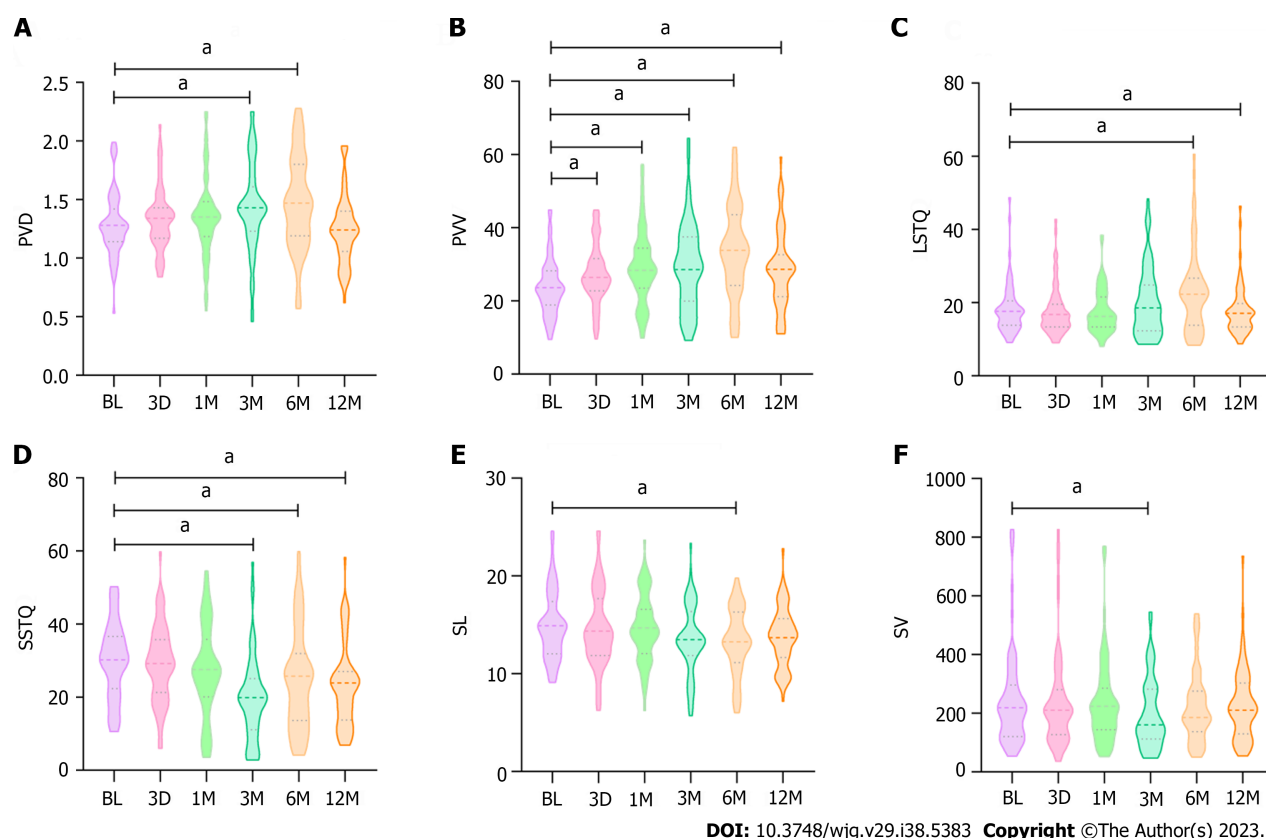 A
a
a
2.5
2.0
1.5
1.0
0.5
0.0
PVD
BL 3D 1M 3M 6M 12M
B
a
a
a
a
a
80
60
40
20
0
PVV
BL 3D 1M 3M 6M 12M
C
a
a
80
60
40
20
0
LSTQ
BL 3D 1M 3M 6M 12M
D
a
a
a
80
60
40
20
0
SSTQ
BL 3D 1M 3M 6M 12M
E
a
30
20
10
0
SL
BL 3D 1M 3M 6M 12M
F
a
1000
800
600
400
200
0
SV
BL 3D 1M 3M 6M 12M
DOI: 10.3748/wjg.v29.i38.5383 Copyright ©The Author(s) 2023.